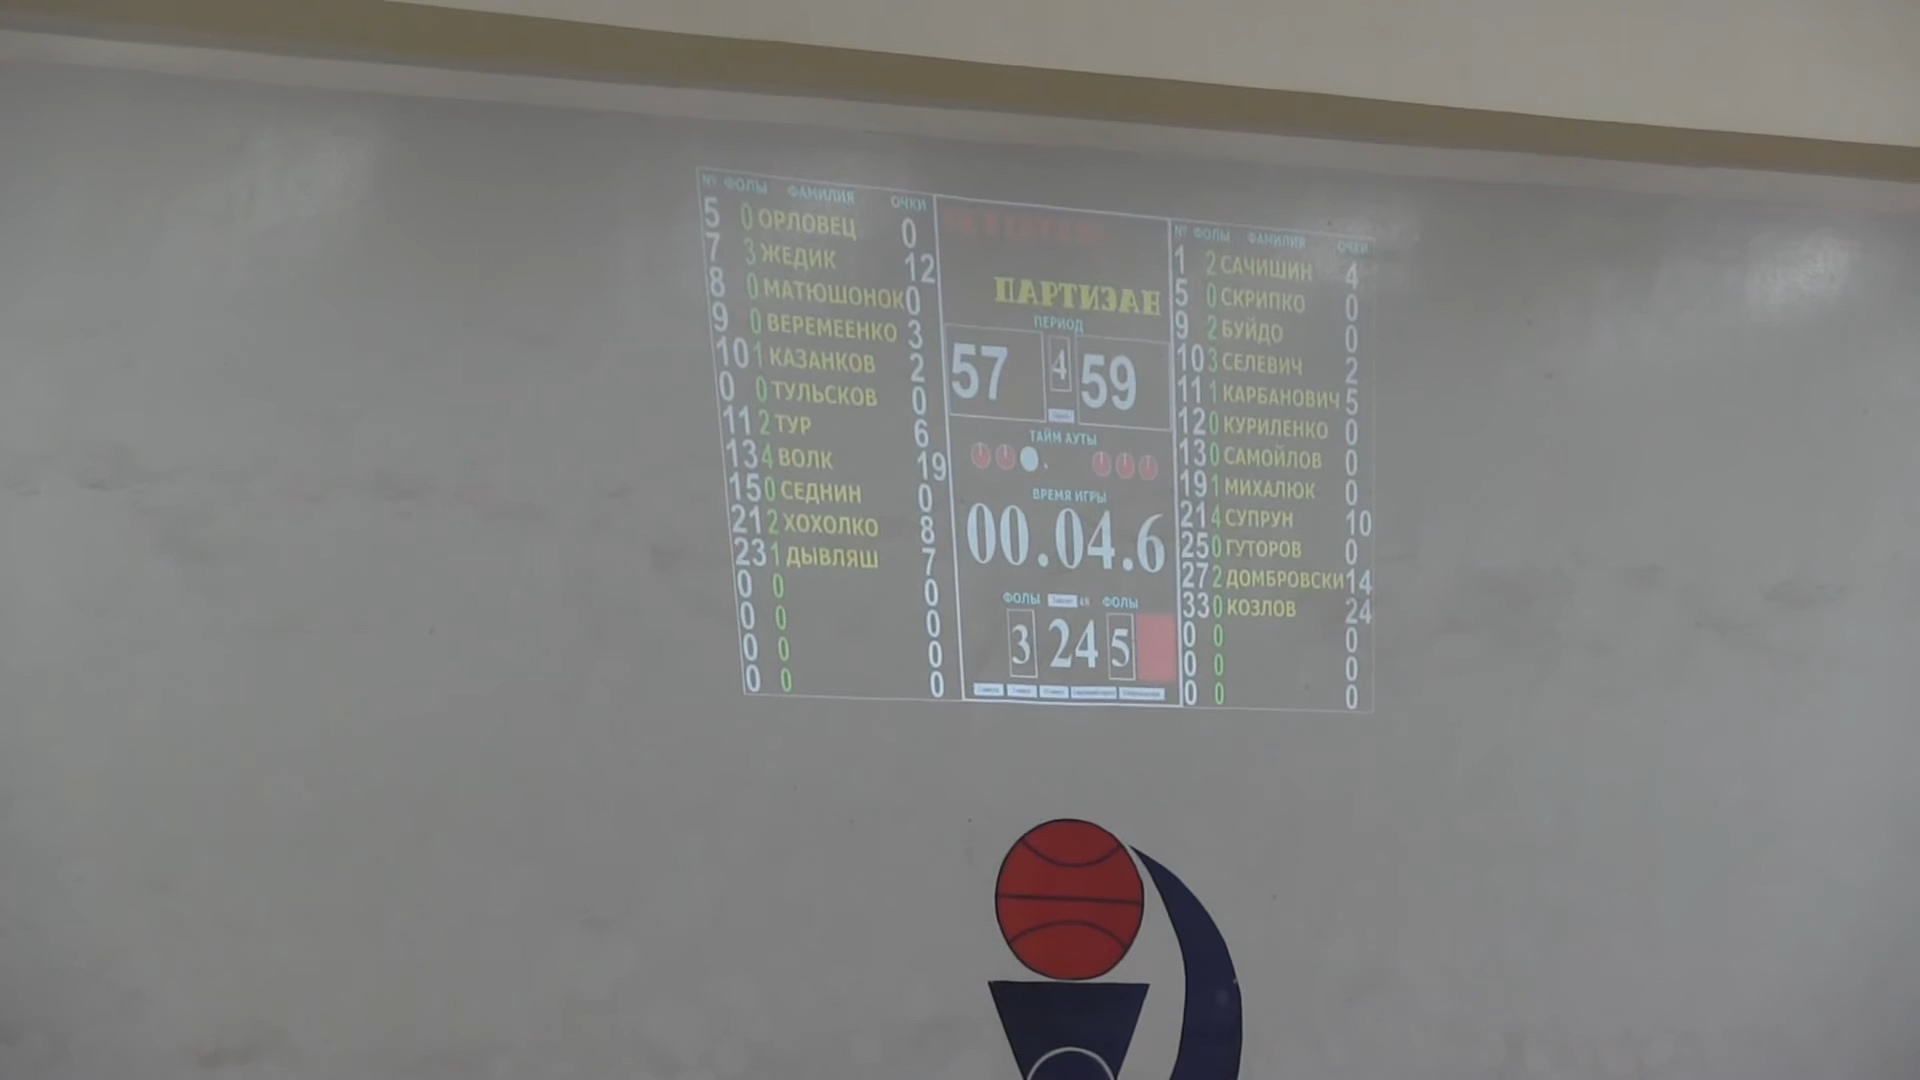 № ФОЛЫ ФАМИЛИЯ ОЧКИ
5 0 ОРЛОВЕЦ 0
7 3 ЖЕДИК 12
8 0 МАТЮШОНОК 0
9 0 ВЕРЕМЕЕНКО 3
10 1 КАЗАНКОВ 2
0 0 ТУЛЬСКОВ 0
11 2 ТУР 6
13 4 ВОЛК 19
15 0 СЕДНИН 0
21 2 ХОХОЛКО 8
23 1 ДЫВЛЯШ 7
0 0 0
0 0 0
0 0 0
0 0 0
ПАРТИЗАН
ПЕРИОД
57 4 59
ТАЙМ АУТЫ
ВРЕМЯ ИГРЫ
00.04.6
ФОЛЫ ФОЛЫ
3 24 5
№ ФОЛЫ ФАМИЛИЯ ОЧКИ
1 2 САЧИШИН 4
5 0 СКРИПКО 0
9 2 БУЙДО 0
10 3 СЕЛЕВИЧ 2
11 1 КАРБАНОВИЧ 5
12 0 КУРИЛЕНКО 0
13 0 САМОЙЛОВ 0
19 1 МИХАЛЮК 0
21 4 СУПРУН 10
25 0 ГУТОРОВ 0
27 2 ДОМБРОВСКИ 14
33 0 КОЗЛОВ 24
0 0 0
0 0 0
0 0 0